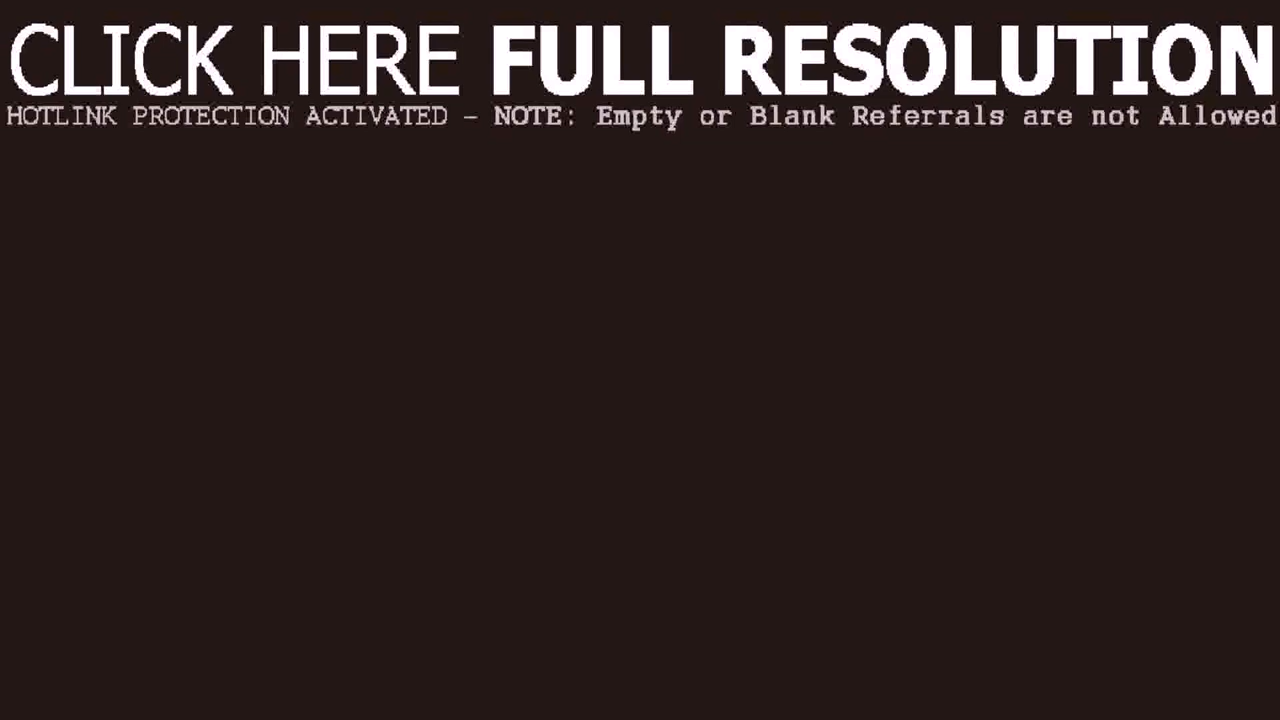 CLICK HERE FULL RESOLUTION
HOTLINK PROTECTION ACTIVATED - NOTE: Empty or Blank Referrals are not Allowed